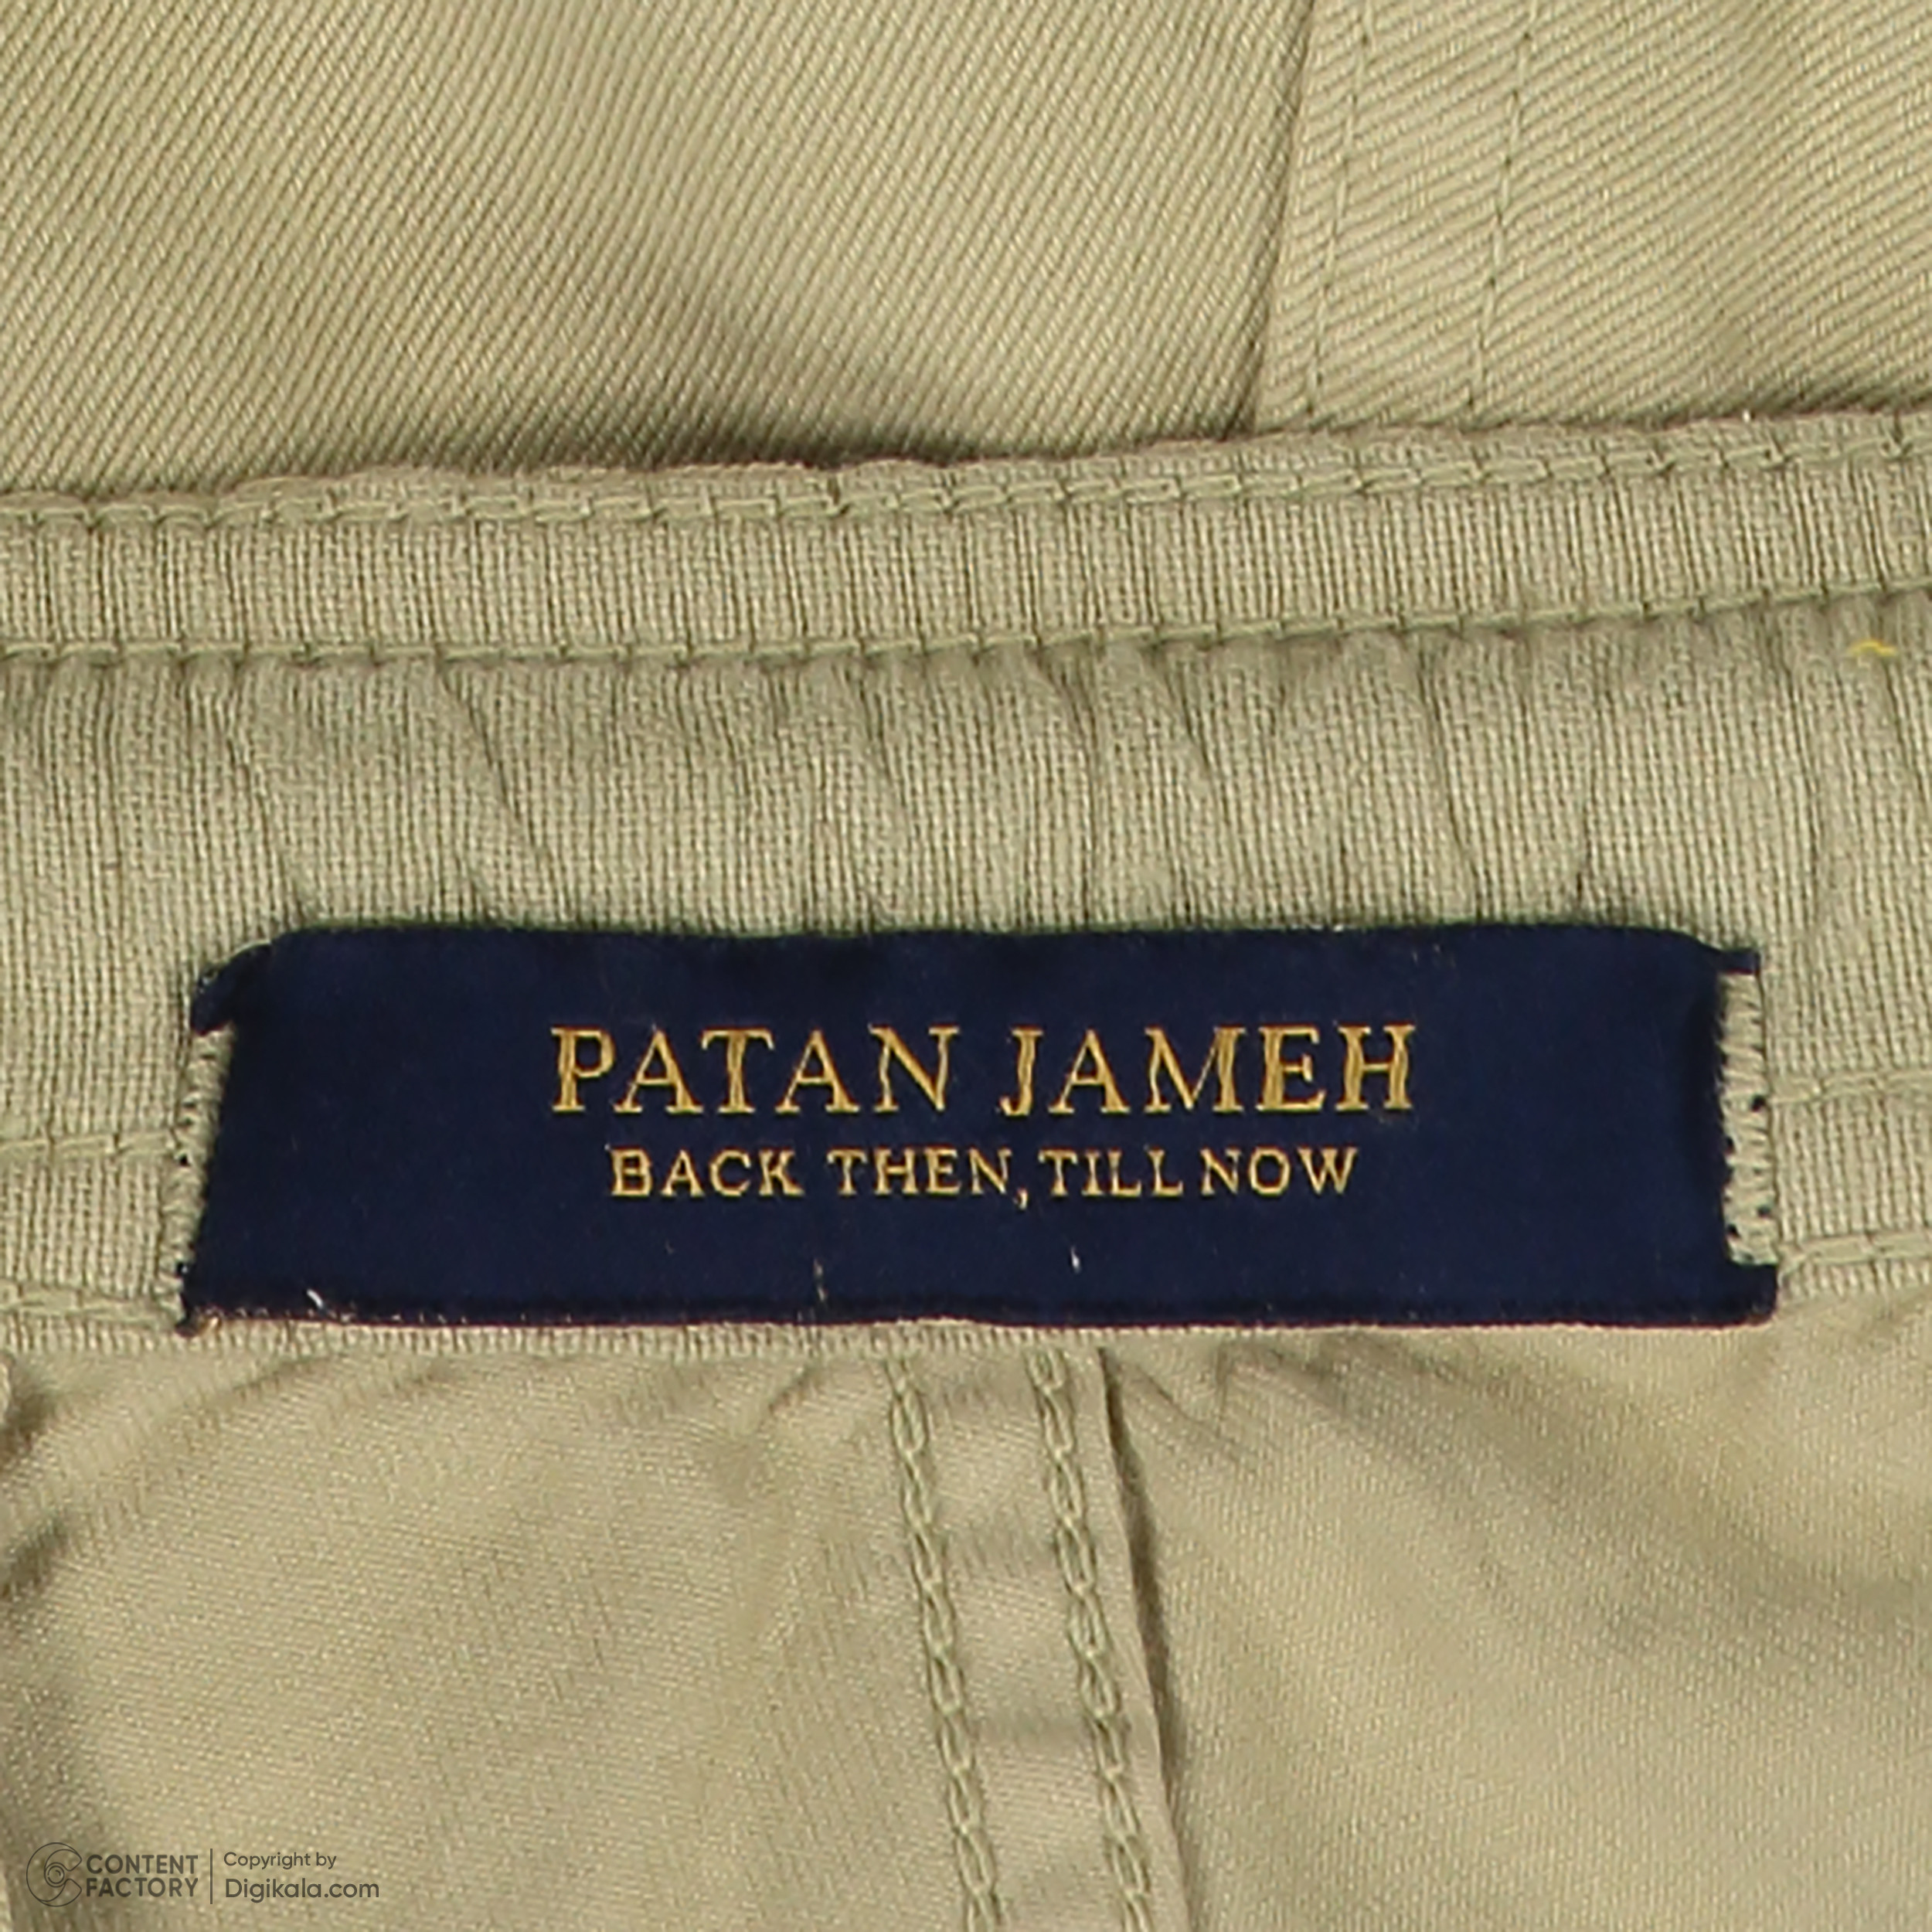 PATAN JAMEH
BACK THEN, TILL NOW
CONTENT FACTORY
Copyright by
Digikala.com